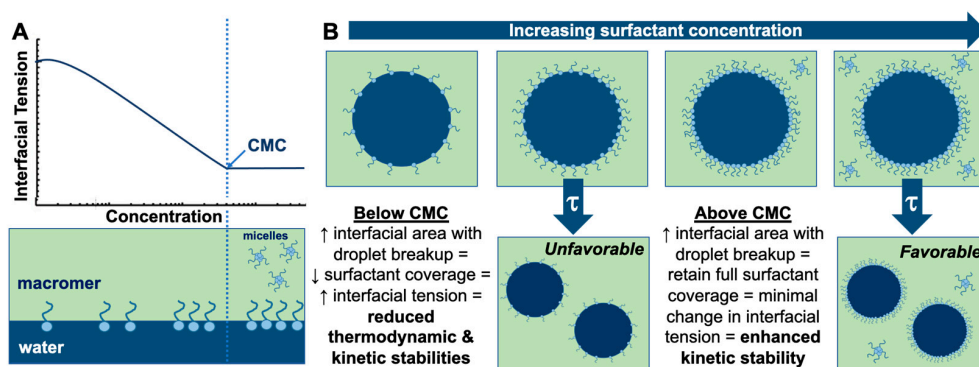 A
Interfacial Tension
CMC
Concentration
micelles
macromer
water
B
Increasing surfactant concentration
τ
τ
Below CMC
↑ interfacial area with
droplet breakup =
↓ surfactant coverage =
↑ interfacial tension =
reduced
thermodynamic &
kinetic stabilities
Unfavorable
Above CMC
↑ interfacial area with
droplet breakup =
retain full surfactant
coverage = minimal
change in interfacial
tension = enhanced
kinetic stability
Favorable